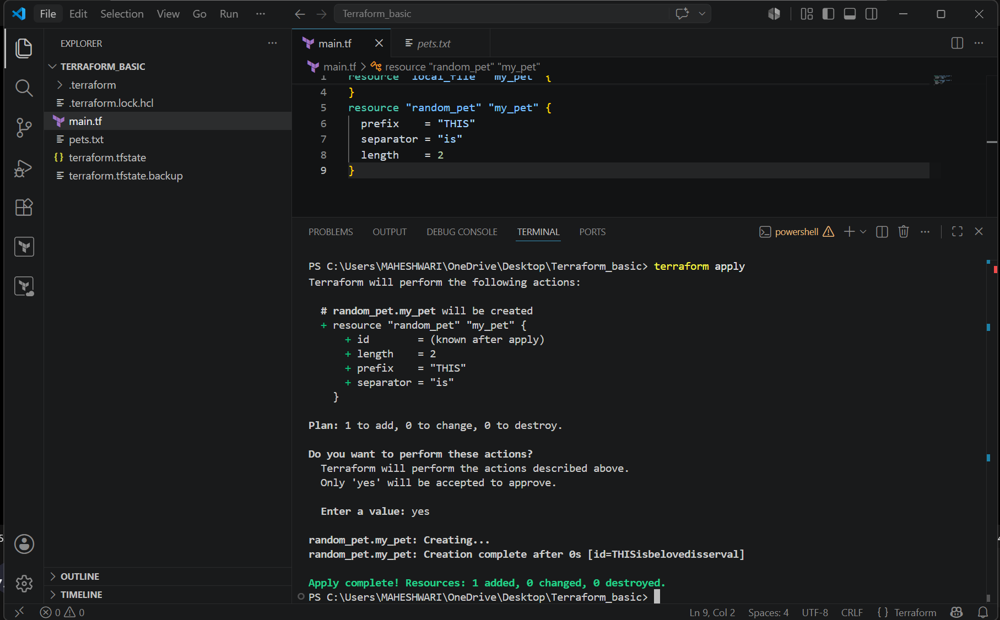 File Edit Selection View Go Run ...
Terraform_basic
EXPLORER
TERRAFORM_BASIC
.terraform
.terraform.lock.hcl
main.tf
pets.txt
terraform.tfstate
terraform.tfstate.backup
OUTLINE
TIMELINE
main.tf
pets.txt
main.tf > resource "random_pet" "my_pet"
1 resource "local_file" "my_pet" {
4 }
5 resource "random_pet" "my_pet" {
6 prefix    = "THIS"
7 separator = "is"
8 length    = 2
9 }
PROBLEMS OUTPUT DEBUG CONSOLE TERMINAL PORTS
powershell
PS C:\Users\MAHESHWARI\OneDrive\Desktop\Terraform_basic> terraform apply
Terraform will perform the following actions:
# random_pet.my_pet will be created
+ resource "random_pet" "my_pet" {
+ id        = (known after apply)
+ length    = 2
+ prefix    = "THIS"
+ separator = "is"
}
Plan: 1 to add, 0 to change, 0 to destroy.
Do you want to perform these actions?
Terraform will perform the actions described above.
Only 'yes' will be accepted to approve.
Enter a value: yes
random_pet.my_pet: Creating...
random_pet.my_pet: Creation complete after 0s [id=THISisbelovedisserval]
Apply complete! Resources: 1 added, 0 changed, 0 destroyed.
PS C:\Users\MAHESHWARI\OneDrive\Desktop\Terraform_basic>
0 0
Ln 9, Col 2 Spaces: 4 UTF-8 CRLF { } Terraform